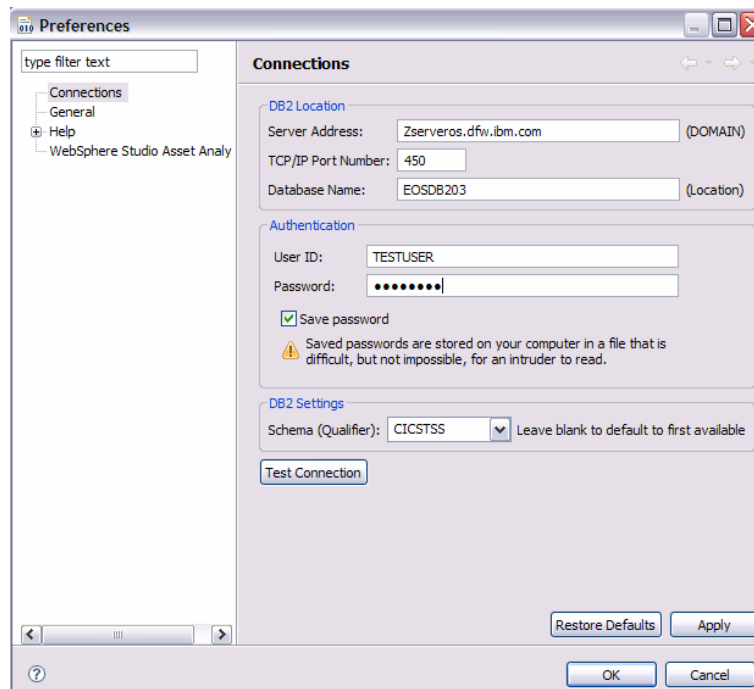 Preferences
type filter text
Connections
General
Help
WebSphere Studio Asset Analy
Connections
DB2 Location
Server Address: Zserveros.dfw.ibm.com (DOMAIN)
TCP/IP Port Number: 450
Database Name: EOSDB203 (Location)
Authentication
User ID: TESTUSER
Password: ●●●●●●●●
Save password
Saved passwords are stored on your computer in a file that is
difficult, but not impossible, for an intruder to read.
DB2 Settings
Schema (Qualifier): CICSTSS Leave blank to default to first available
Test Connection
Restore Defaults Apply
OK Cancel